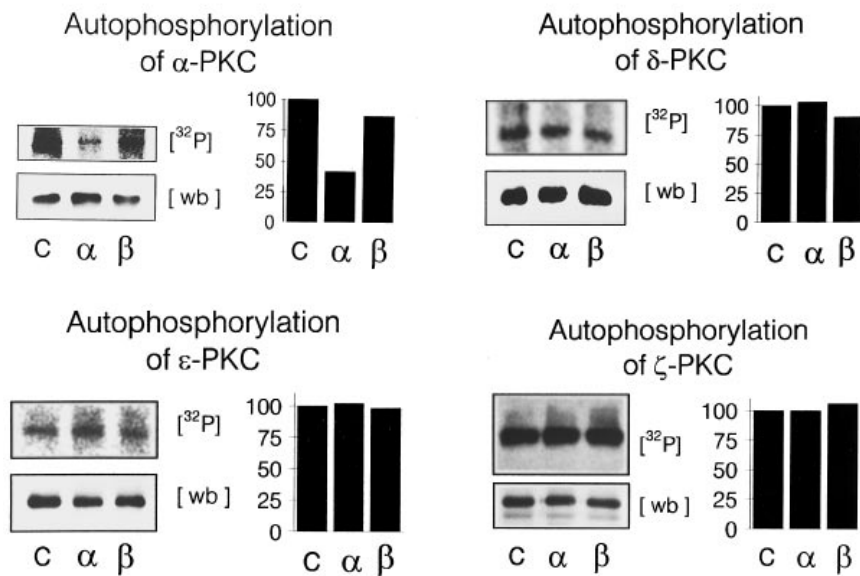 Autophosphorylation
of α-PKC
[³²P]
[ wb ]
100
75
50
25
0
C α β
C α β
Autophosphorylation
of δ-PKC
[³²P]
[ wb ]
100
75
50
25
0
C α β
C α β
Autophosphorylation
of ε-PKC
[³²P]
[ wb ]
100
75
50
25
0
C α β
C α β
Autophosphorylation
of ζ-PKC
[³²P]
[ wb ]
100
75
50
25
0
C α β
C α β